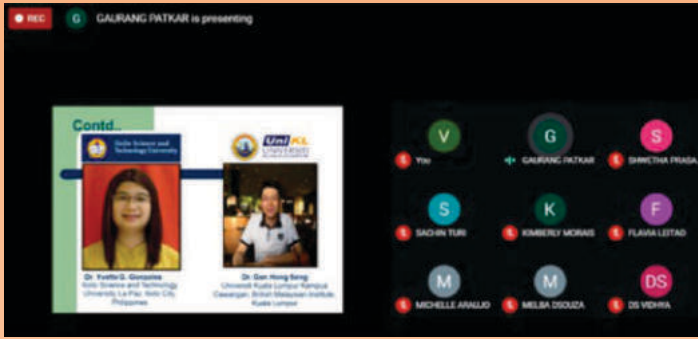 REC
G GAURANG PATKAR is presenting
Contd..
Iloilo Science and
Technology University
UniKL
UNIVERSITI
Dr. Yvette G. Gonzales
Iloilo Science and Technology
University, La Paz, Iloilo City,
Philippines
Dr. Gan Hong Seng
Universiti Kuala Lumpur Kampus
Cawangan, British Malaysian Institute,
Kuala Lumpur
V
You
G
GAURANG PATKAR
S
SHWETHA PRASA
S
SACHIN TURI
K
KIMBERLY MORAIS
F
FLAVIA LEITAO
M
MICHELLE ARAUJO
M
MELBA DSOUZA
DS
DS VIDHYA